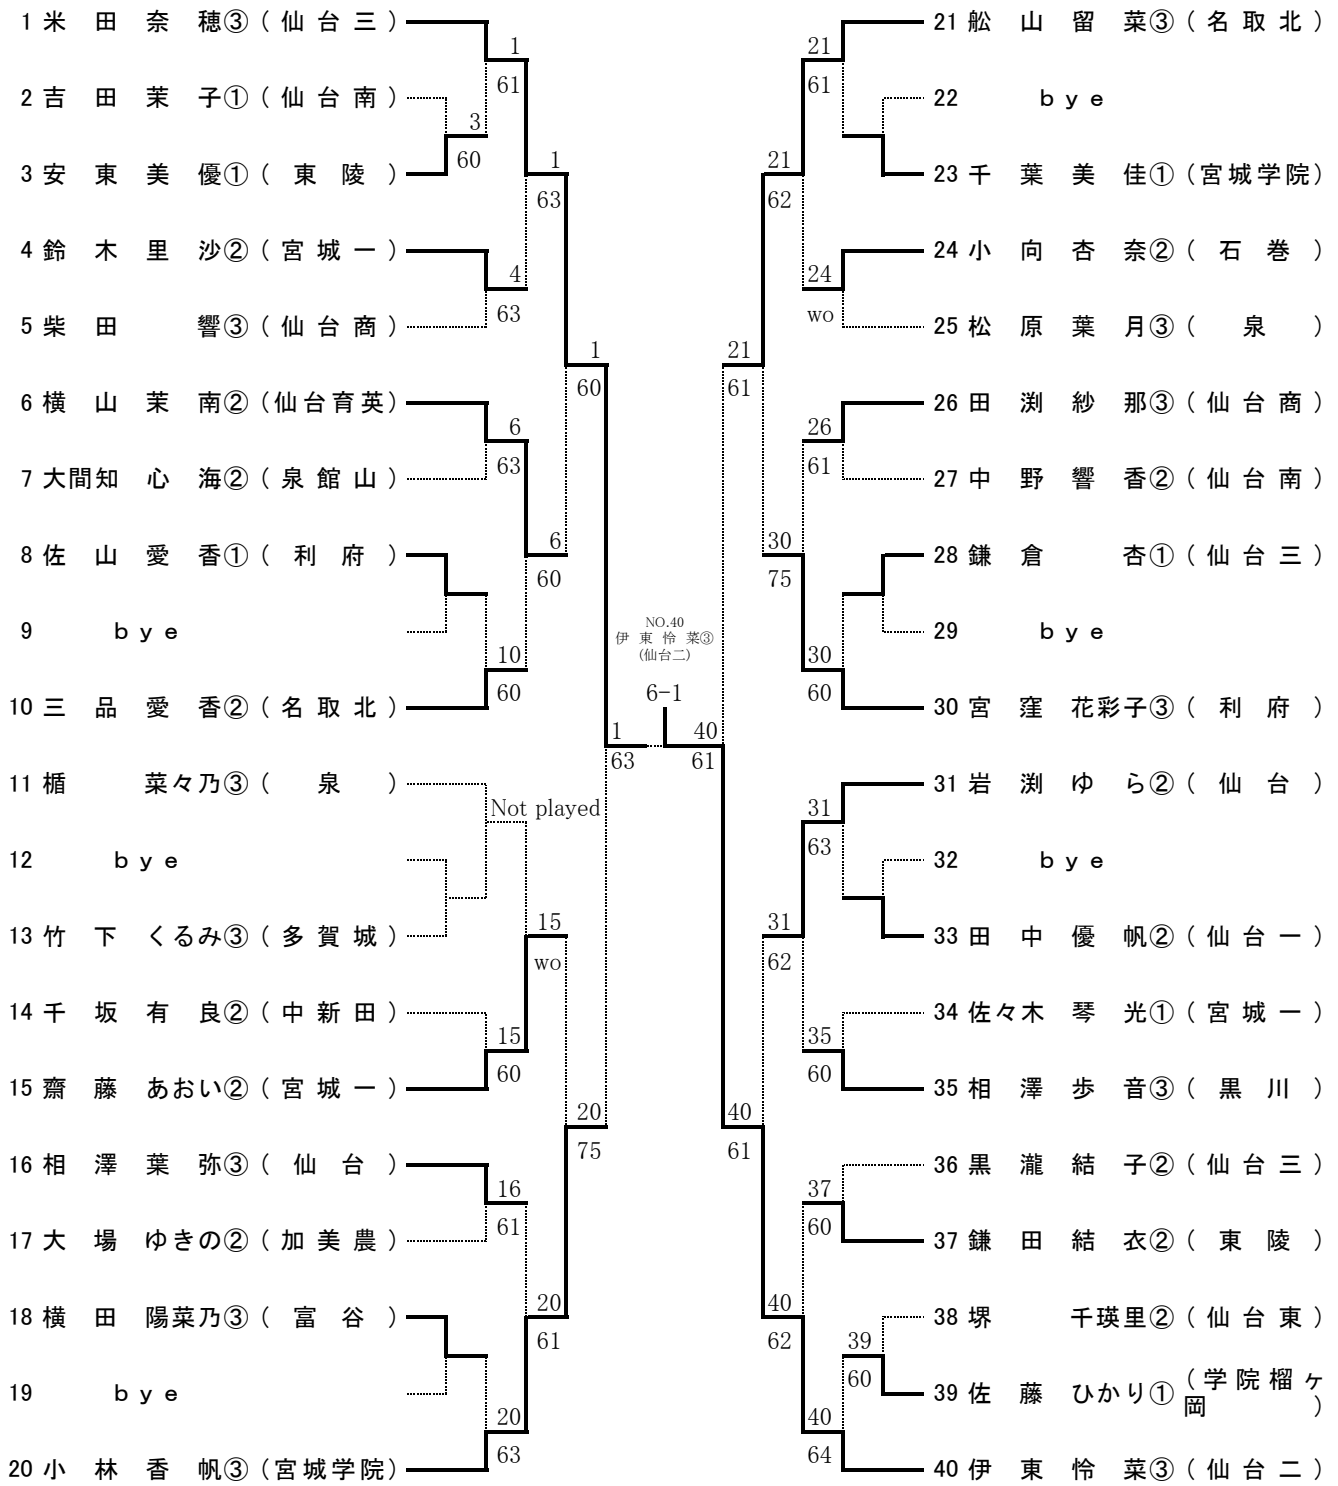 1 米田奈穂③ (仙台三)
2 吉田茉子① (仙台南)
3 安東美優① (東陵)
4 鈴木里沙② (宮城一)
5 柴田響③ (仙台商)
6 横山茉南② (仙台育英)
7 大間知心海② (泉館山)
8 佐山愛香① (利府)
9 bye
10 三品愛香② (名取北)
11 楯菜々乃③ (泉)
12 bye
13 竹下くるみ③ (多賀城)
14 千坂有良② (中新田)
15 齋藤あおい② (宮城一)
16 相澤葉弥③ (仙台)
17 大場ゆきの② (加美農)
18 横田陽菜乃③ (富谷)
19 bye
20 小林香帆③ (宮城学院)
3
60
1
61
4
63
6
63
10
60
Not played
15
60
16
61
20
63
1
63
6
60
15
wo
20
61
1
60
20
75
1
63
NO.40
伊東怜菜③
(仙台二)
6-1
40
61
21
61
40
61
21
62
30
75
31
62
40
62
21
61
24
wo
26
61
30
60
31
63
35
60
37
60
39
60
40
64
21 舩山留菜③ (名取北)
22 bye
23 千葉美佳① (宮城学院)
24 小向杏奈② (石巻)
25 松原葉月③ (泉)
26 田渕紗那③ (仙台商)
27 中野響香② (仙台南)
28 鎌倉杏① (仙台三)
29 bye
30 宮窪花彩子③ (利府)
31 岩渕ゆら② (仙台)
32 bye
33 田中優帆② (仙台一)
34 佐々木琴光① (宮城一)
35 相澤歩音③ (黒川)
36 黒瀧結子② (仙台三)
37 鎌田結衣② (東陵)
38 堺千瑛里② (仙台東)
39 佐藤ひかり① (学院榴ヶ
岡)
40 伊東怜菜③ (仙台二)